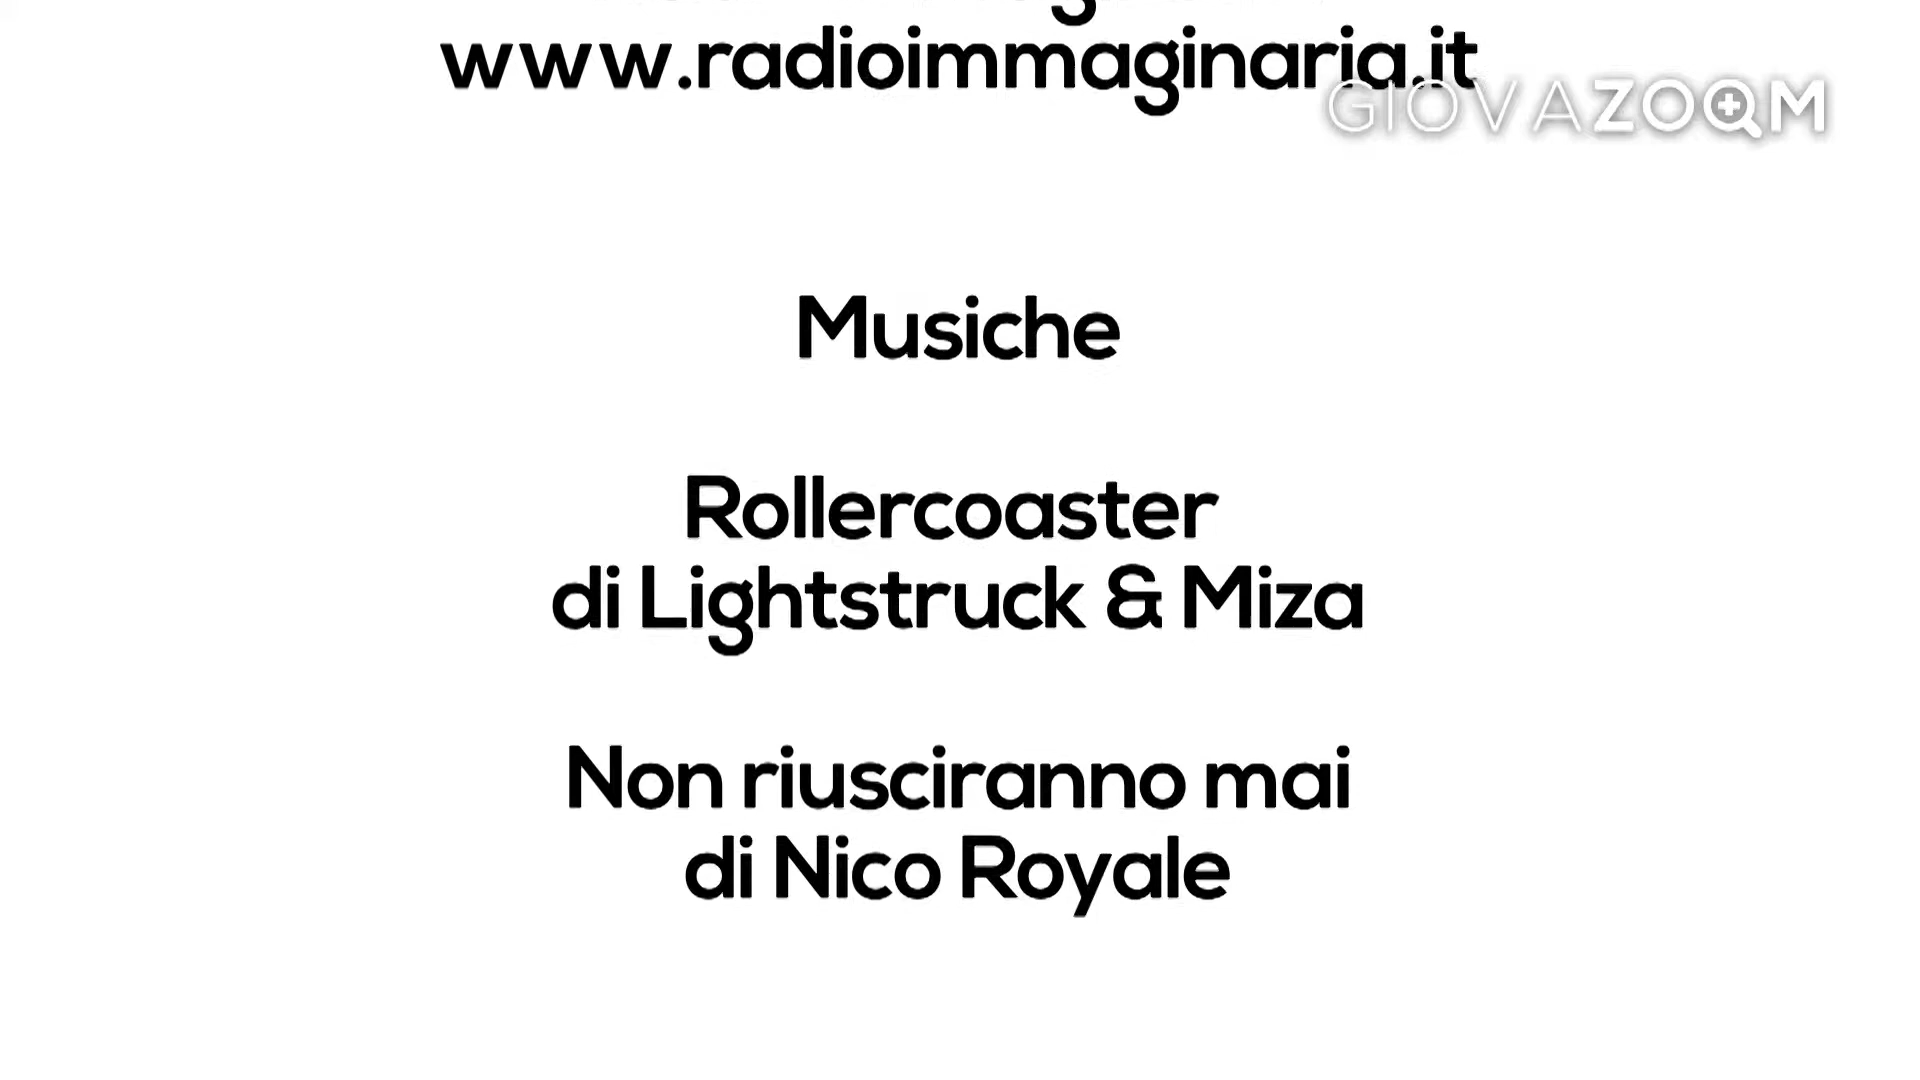 www.radioimmaginaria.it
GIOVAZOOM
Musiche
Rollercoaster
di Lightstruck & Miza
Non riusciranno mai
di Nico Royale